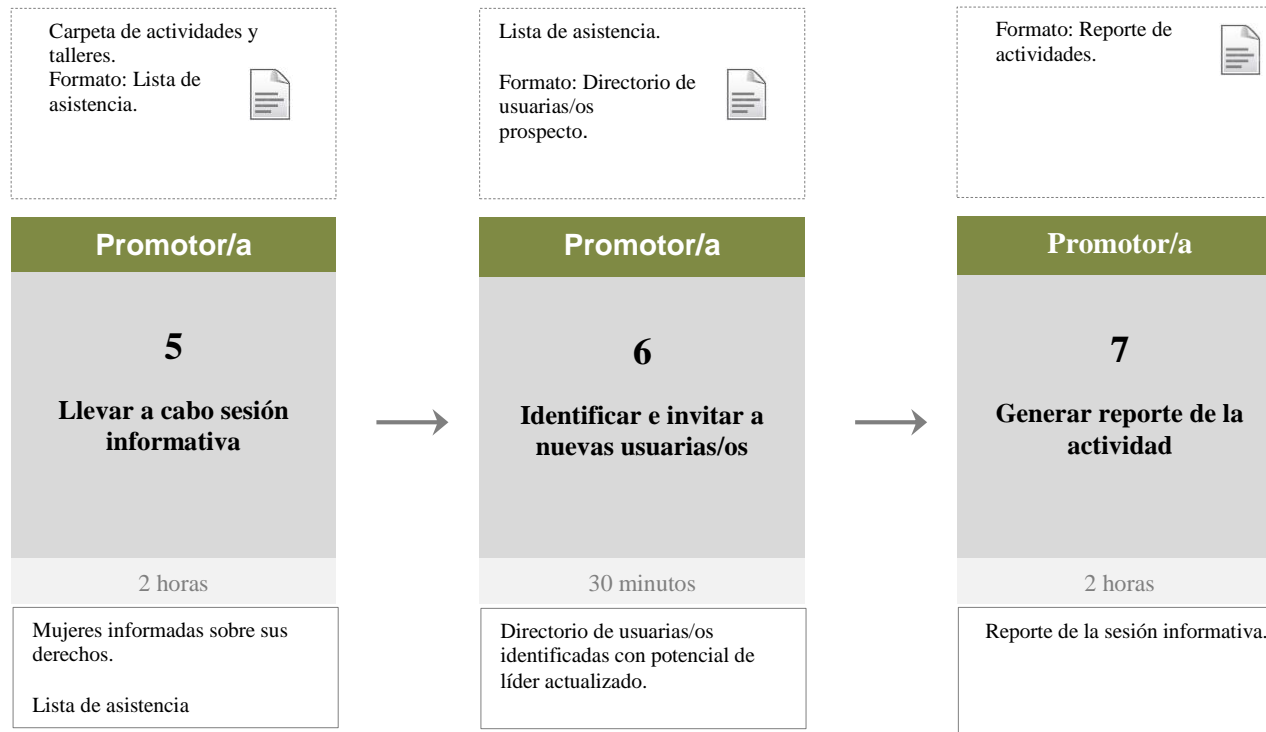 Carpeta de actividades y
talleres.
Formato: Lista de
asistencia.
Promotor/a
5
Llevar a cabo sesión
informativa
2 horas
Mujeres informadas sobre sus
derechos.
Lista de asistencia
Lista de asistencia.
Formato: Directorio de
usuarias/os
prospecto.
Promotor/a
6
Identificar e invitar a
nuevas usuarias/os
30 minutos
Directorio de usuarias/os
identificadas con potencial de
líder actualizado.
Formato: Reporte de
actividades.
Promotor/a
7
Generar reporte de la
actividad
2 horas
Reporte de la sesión informativa.